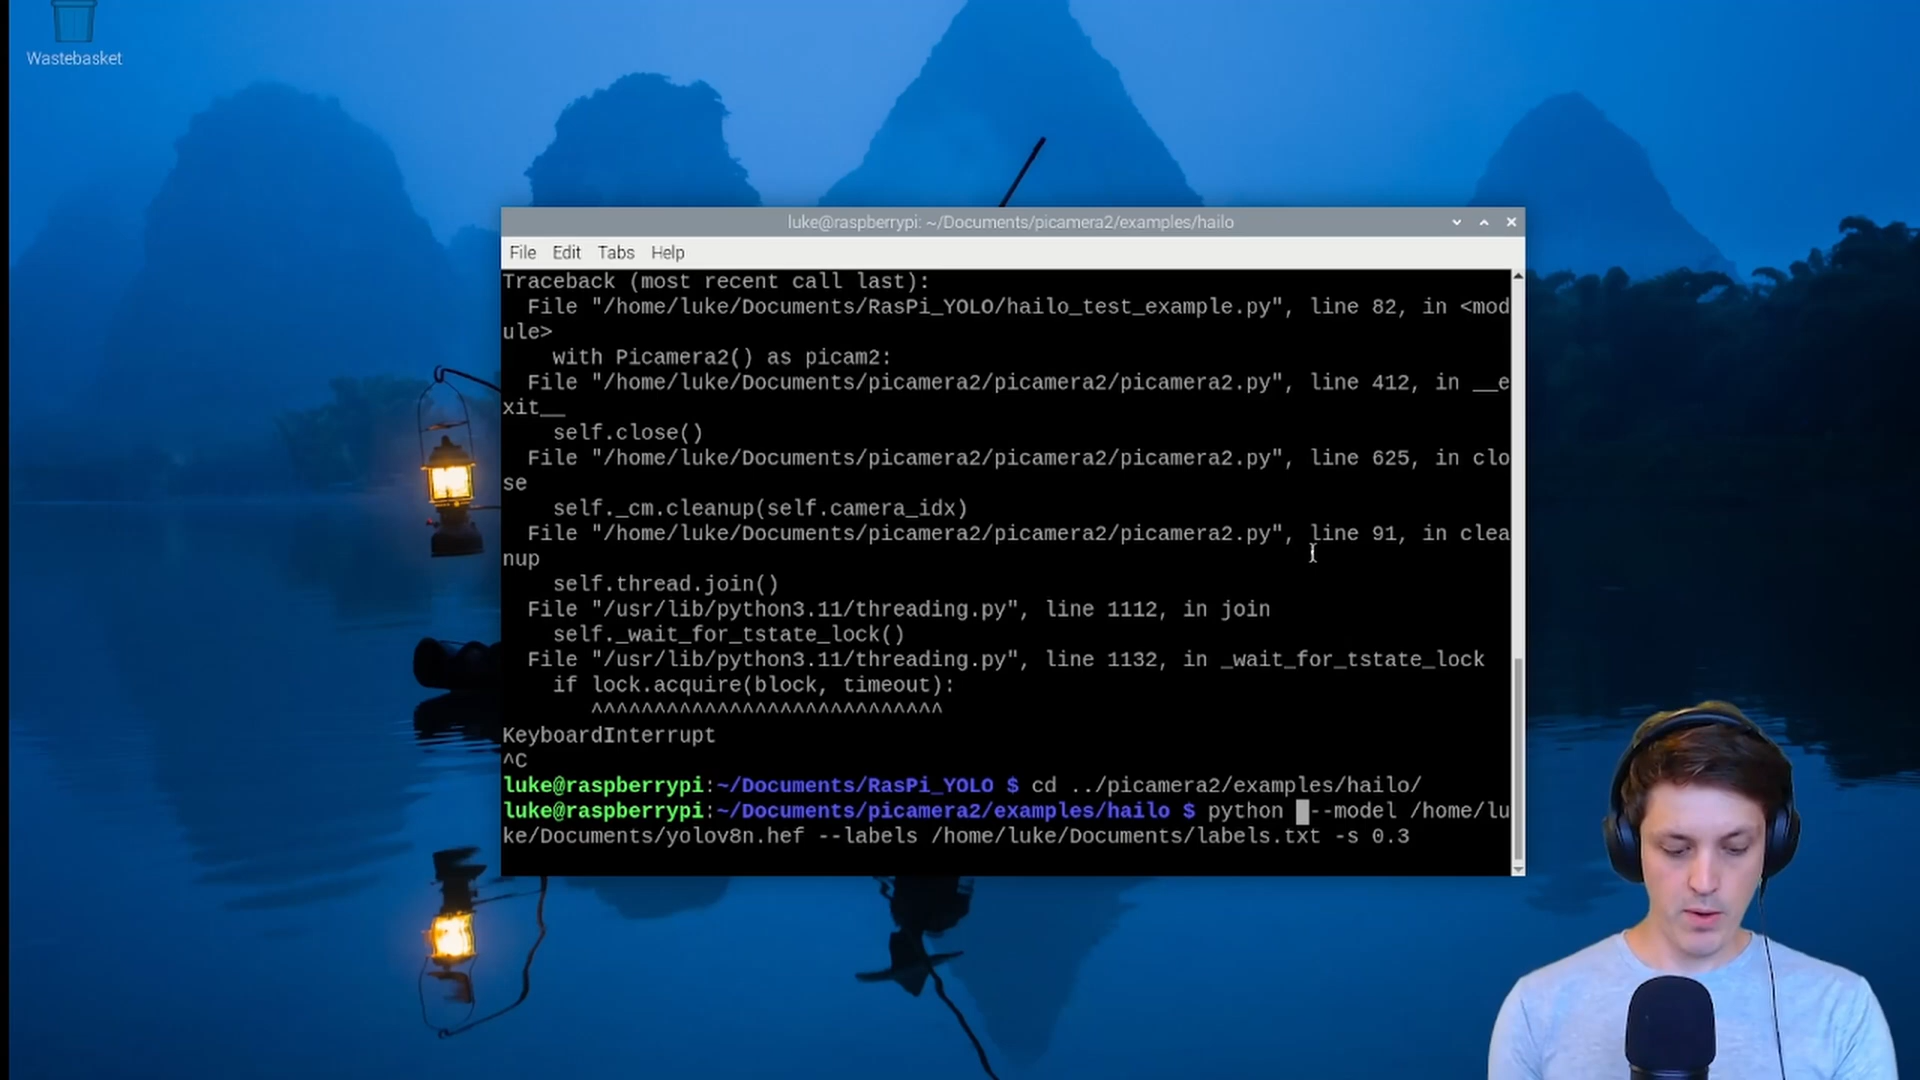 Wastebasket
luke@raspberrypi: ~/Documents/picamera2/examples/hailo
File Edit Tabs Help
Traceback (most recent call last):
  File "/home/luke/Documents/RasPi_YOLO/hailo_test_example.py", line 82, in <mod
ule>
    with Picamera2() as picam2:
  File "/home/luke/Documents/picamera2/picamera2/picamera2.py", line 412, in __e
xit__
    self.close()
  File "/home/luke/Documents/picamera2/picamera2/picamera2.py", line 625, in clo
se
    self._cm.cleanup(self.camera_idx)
  File "/home/luke/Documents/picamera2/picamera2/picamera2.py", line 91, in clea
nup
    self.thread.join()
  File "/usr/lib/python3.11/threading.py", line 1112, in join
    self._wait_for_tstate_lock()
  File "/usr/lib/python3.11/threading.py", line 1132, in _wait_for_tstate_lock
    if lock.acquire(block, timeout):
       ^^^^^^^^^^^^^^^^^^^^^^^^^^^^
KeyboardInterrupt
^C
luke@raspberrypi:~/Documents/RasPi_YOLO $ cd ../picamera2/examples/hailo/
luke@raspberrypi:~/Documents/picamera2/examples/hailo $ python --model /home/lu
ke/Documents/yolov8n.hef --labels /home/luke/Documents/labels.txt -s 0.3